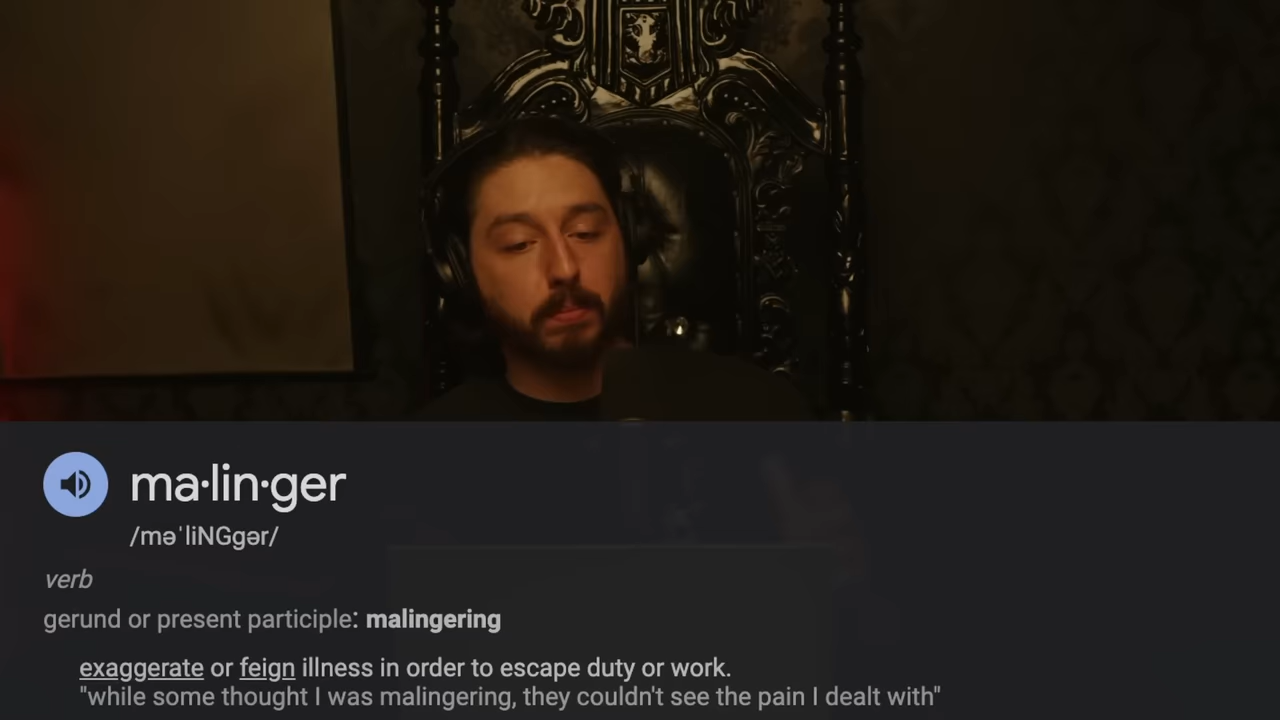 ma·lin·ger
/məˈliNGgər/
verb
gerund or present participle: malingering
exaggerate or feign illness in order to escape duty or work.
"while some thought I was malingering, they couldn't see the pain I dealt with"